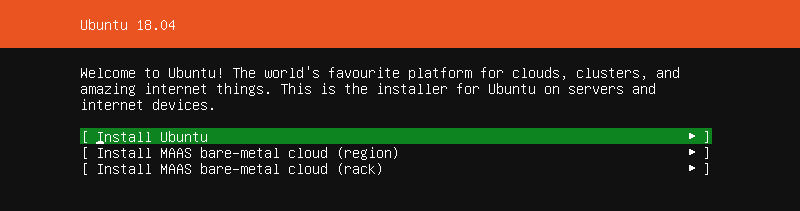 Ubuntu 18.04
Welcome to Ubuntu! The world's favourite platform for clouds, clusters, and
amazing internet things. This is the installer for Ubuntu on servers and
internet devices.
[ Install Ubuntu ► ]
[ Install MAAS bare-metal cloud (region) ► ]
[ Install MAAS bare-metal cloud (rack) ► ]